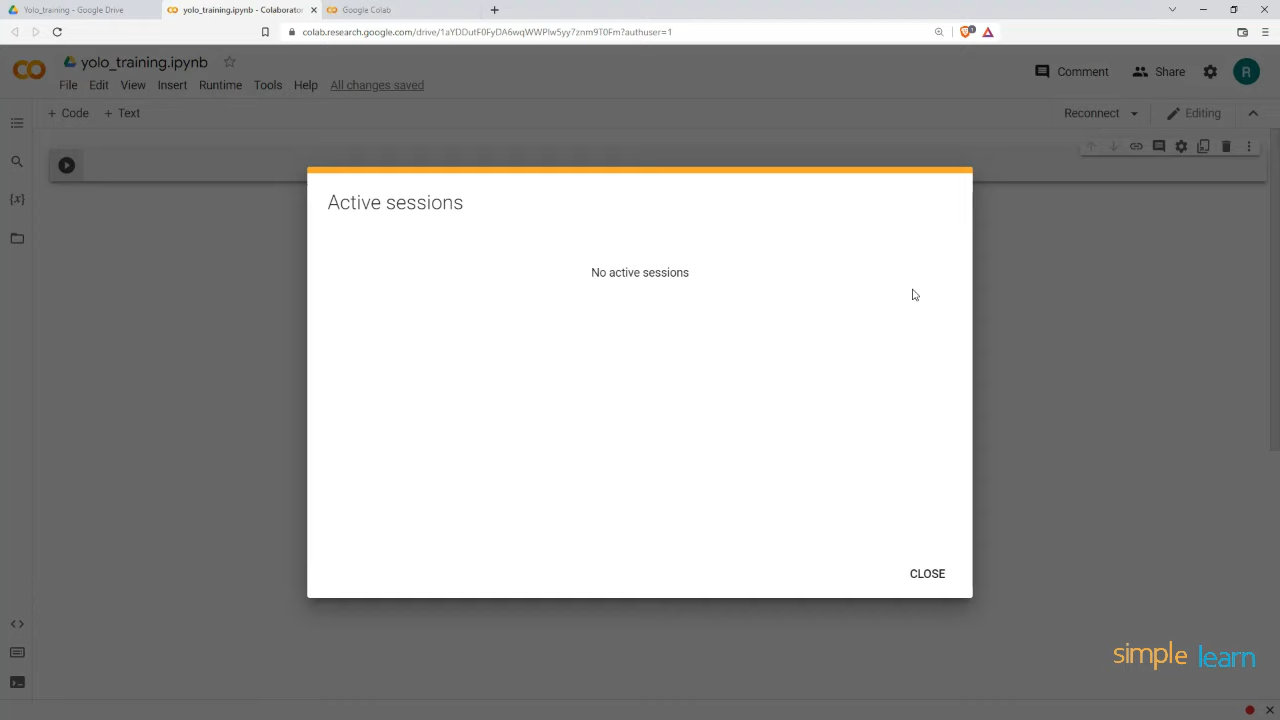 Yolo_training - Google Drive
yolo_training.ipynb - Colaborator
Google Colab
colab.research.google.com/drive/1aYDDutF0FyDA6wqWWPlw5yy7znm9T0Fm?authuser=1
yolo_training.ipynb
File Edit View Insert Runtime Tools Help All changes saved
Comment Share R
+ Code + Text
Reconnect Editing
{x}
Active sessions
No active sessions
CLOSE
simplelearn